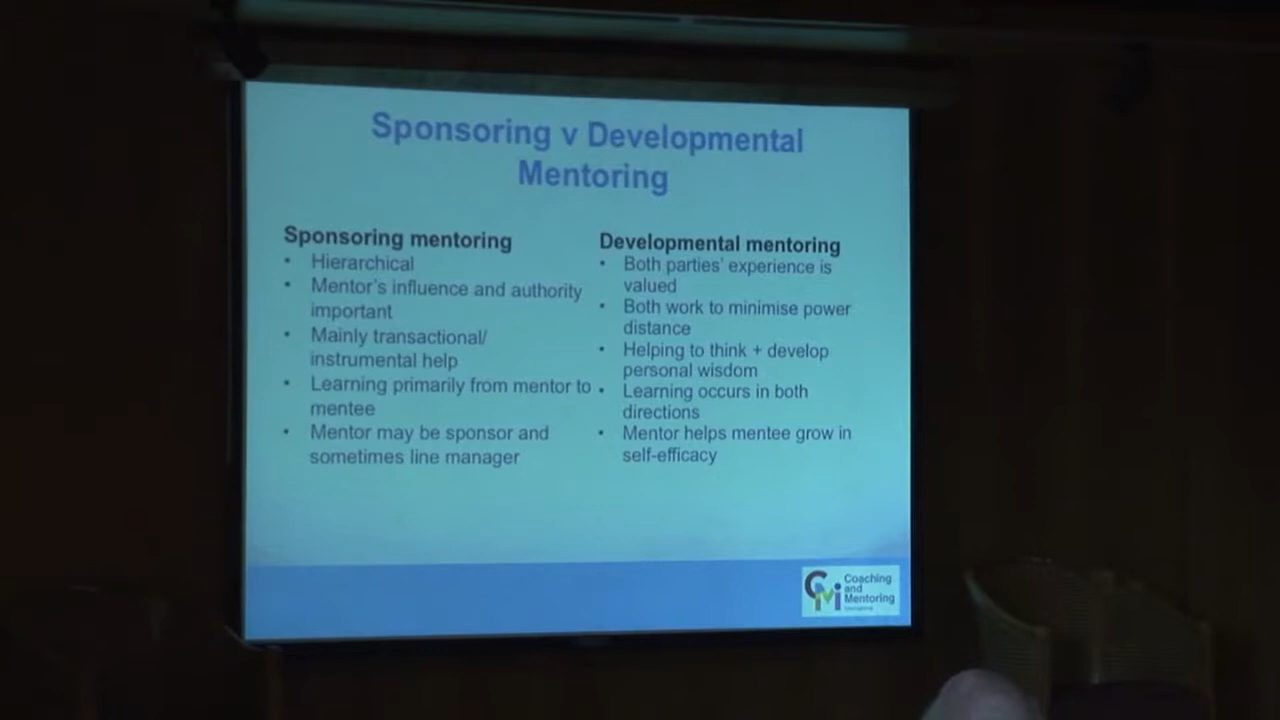 Sponsoring v Developmental
Mentoring
Sponsoring mentoring
• Hierarchical
• Mentor's influence and authority
important
• Mainly transactional/
instrumental help
• Learning primarily from mentor to
mentee
• Mentor may be sponsor and
sometimes line manager
Developmental mentoring
• Both parties' experience is
valued
• Both work to minimise power
distance
• Helping to think + develop
personal wisdom
• Learning occurs in both
directions
• Mentor helps mentee grow in
self-efficacy
CMi
Coaching
and
Mentoring